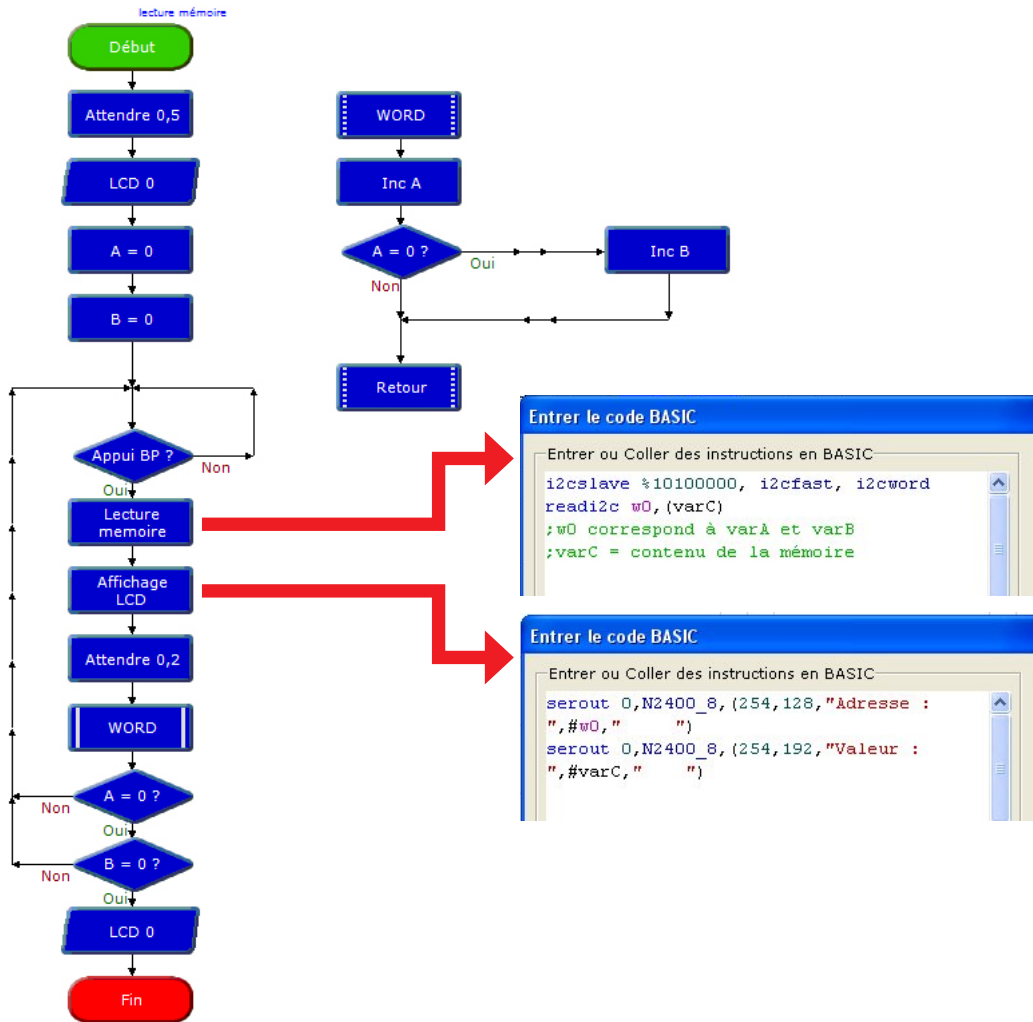 lecture mémoire
Début
Attendre 0,5
LCD 0
A = 0
B = 0
Appui BP ?
Non
Oui
Lecture
memoire
Affichage
LCD
Attendre 0,2
WORD
A = 0 ?
Non
Oui
B = 0 ?
Non
Oui
LCD 0
Fin
WORD
Inc A
A = 0 ?
Oui
Non
Inc B
Retour
Entrer le code BASIC
Entrer ou Coller des instructions en BASIC
i2cslave %10100000, i2cfast, i2cword
readi2c w0,(varC)
;w0 correspond à varA et varB
;varC = contenu de la mémoire
Entrer le code BASIC
Entrer ou Coller des instructions en BASIC
serout 0,N2400_8,(254,128,"Adresse :
",#w0,"     ")
serout 0,N2400_8,(254,192,"Valeur :
",#varC,"     ")